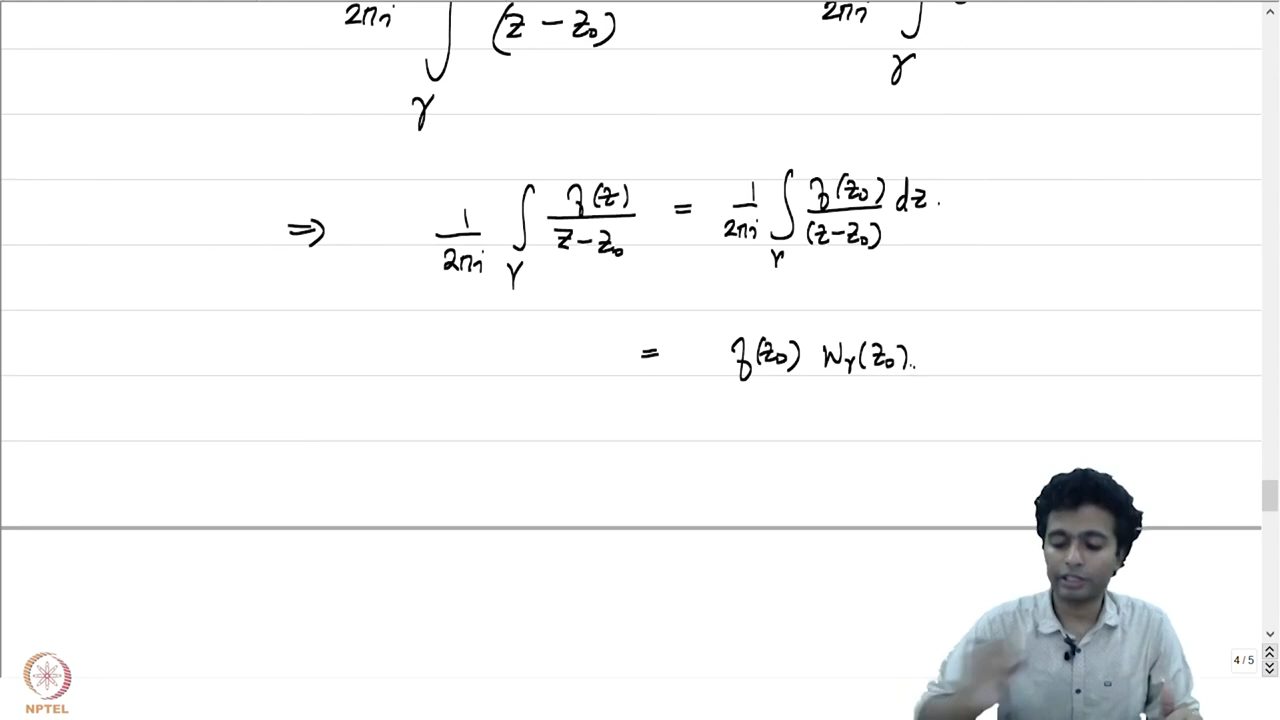 2πi ∫γ (z − z₀) 2πi ∫γ
⇒ 1/2πi ∫γ f(z)/z − z₀ = 1/2πi ∫γ f(z₀)/(z−z₀) dz.
= f(z₀) Wγ(z₀).
4 / 5
NPTEL